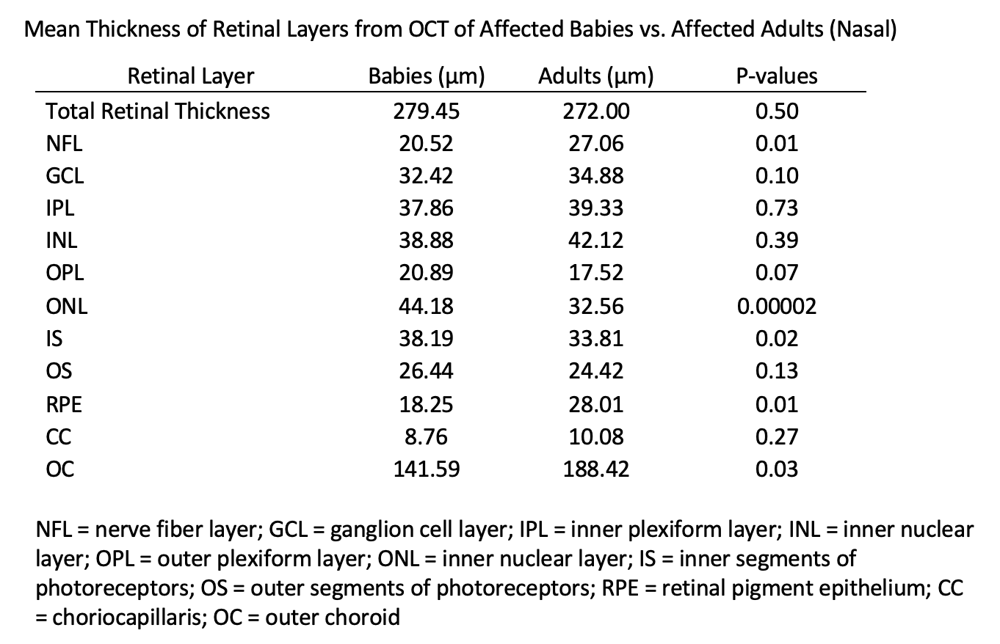 Mean Thickness of Retinal Layers from OCT of Affected Babies vs. Affected Adults (Nasal)
Retinal Layer Babies (μm) Adults (μm) P-values
Total Retinal Thickness 279.45 272.00 0.50
NFL 20.52 27.06 0.01
GCL 32.42 34.88 0.10
IPL 37.86 39.33 0.73
INL 38.88 42.12 0.39
OPL 20.89 17.52 0.07
ONL 44.18 32.56 0.00002
IS 38.19 33.81 0.02
OS 26.44 24.42 0.13
RPE 18.25 28.01 0.01
CC 8.76 10.08 0.27
OC 141.59 188.42 0.03
NFL = nerve fiber layer; GCL = ganglion cell layer; IPL = inner plexiform layer; INL = inner nuclear
layer; OPL = outer plexiform layer; ONL = inner nuclear layer; IS = inner segments of
photoreceptors; OS = outer segments of photoreceptors; RPE = retinal pigment epithelium; CC
= choriocapillaris; OC = outer choroid